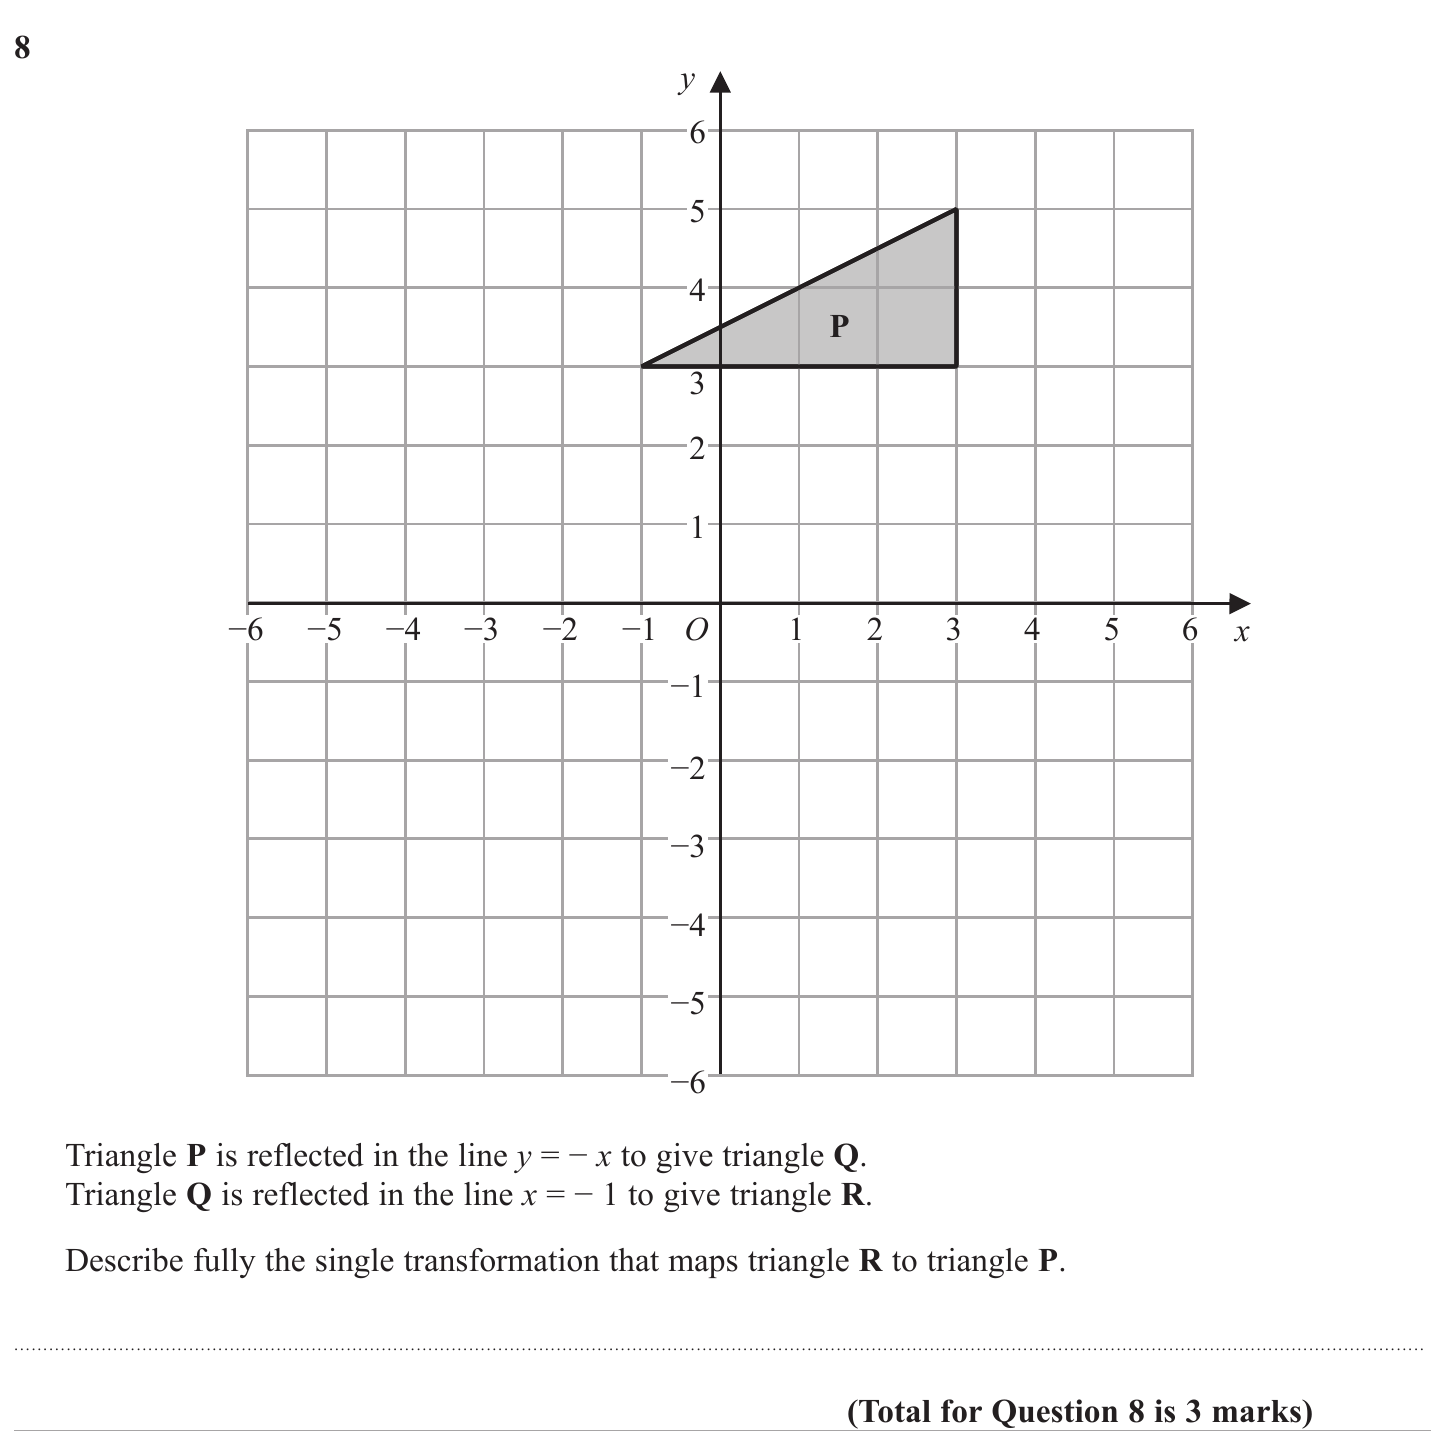 8
y
6
5
4
P
3
2
1
−6 −5 −4 −3 −2 −1 O 1 2 3 4 5 6 x
−1
−2
−3
−4
−5
−6
Triangle P is reflected in the line y = − x to give triangle Q.
Triangle Q is reflected in the line x = − 1 to give triangle R.
Describe fully the single transformation that maps triangle R to triangle P.
(Total for Question 8 is 3 marks)